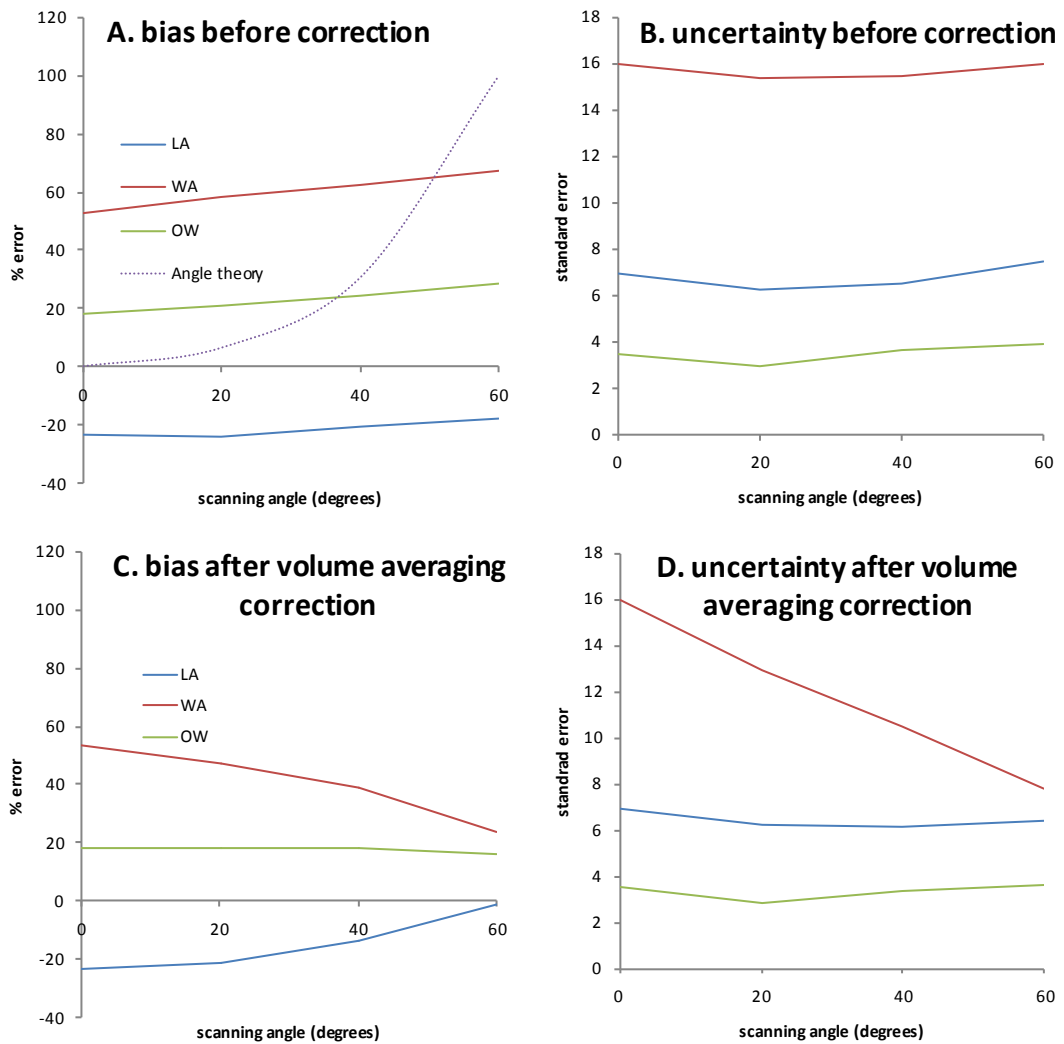 A. bias before correction
120
100
80
60
40
20
0
-20
-40
% error
LA
WA
OW
Angle theory
0 20 40 60
scanning angle (degrees)
B. uncertainty before correction
18
16
14
12
10
8
6
4
2
0
standard error
0 20 40 60
scanning angle (degrees)
C. bias after volume averaging
correction
120
100
80
60
40
20
0
-20
-40
% error
LA
WA
OW
0 20 40 60
scanning angle (degrees)
D. uncertainty after volume
averaging correction
18
16
14
12
10
8
6
4
2
0
standrad error
0 20 40 60
scanning angle (degrees)